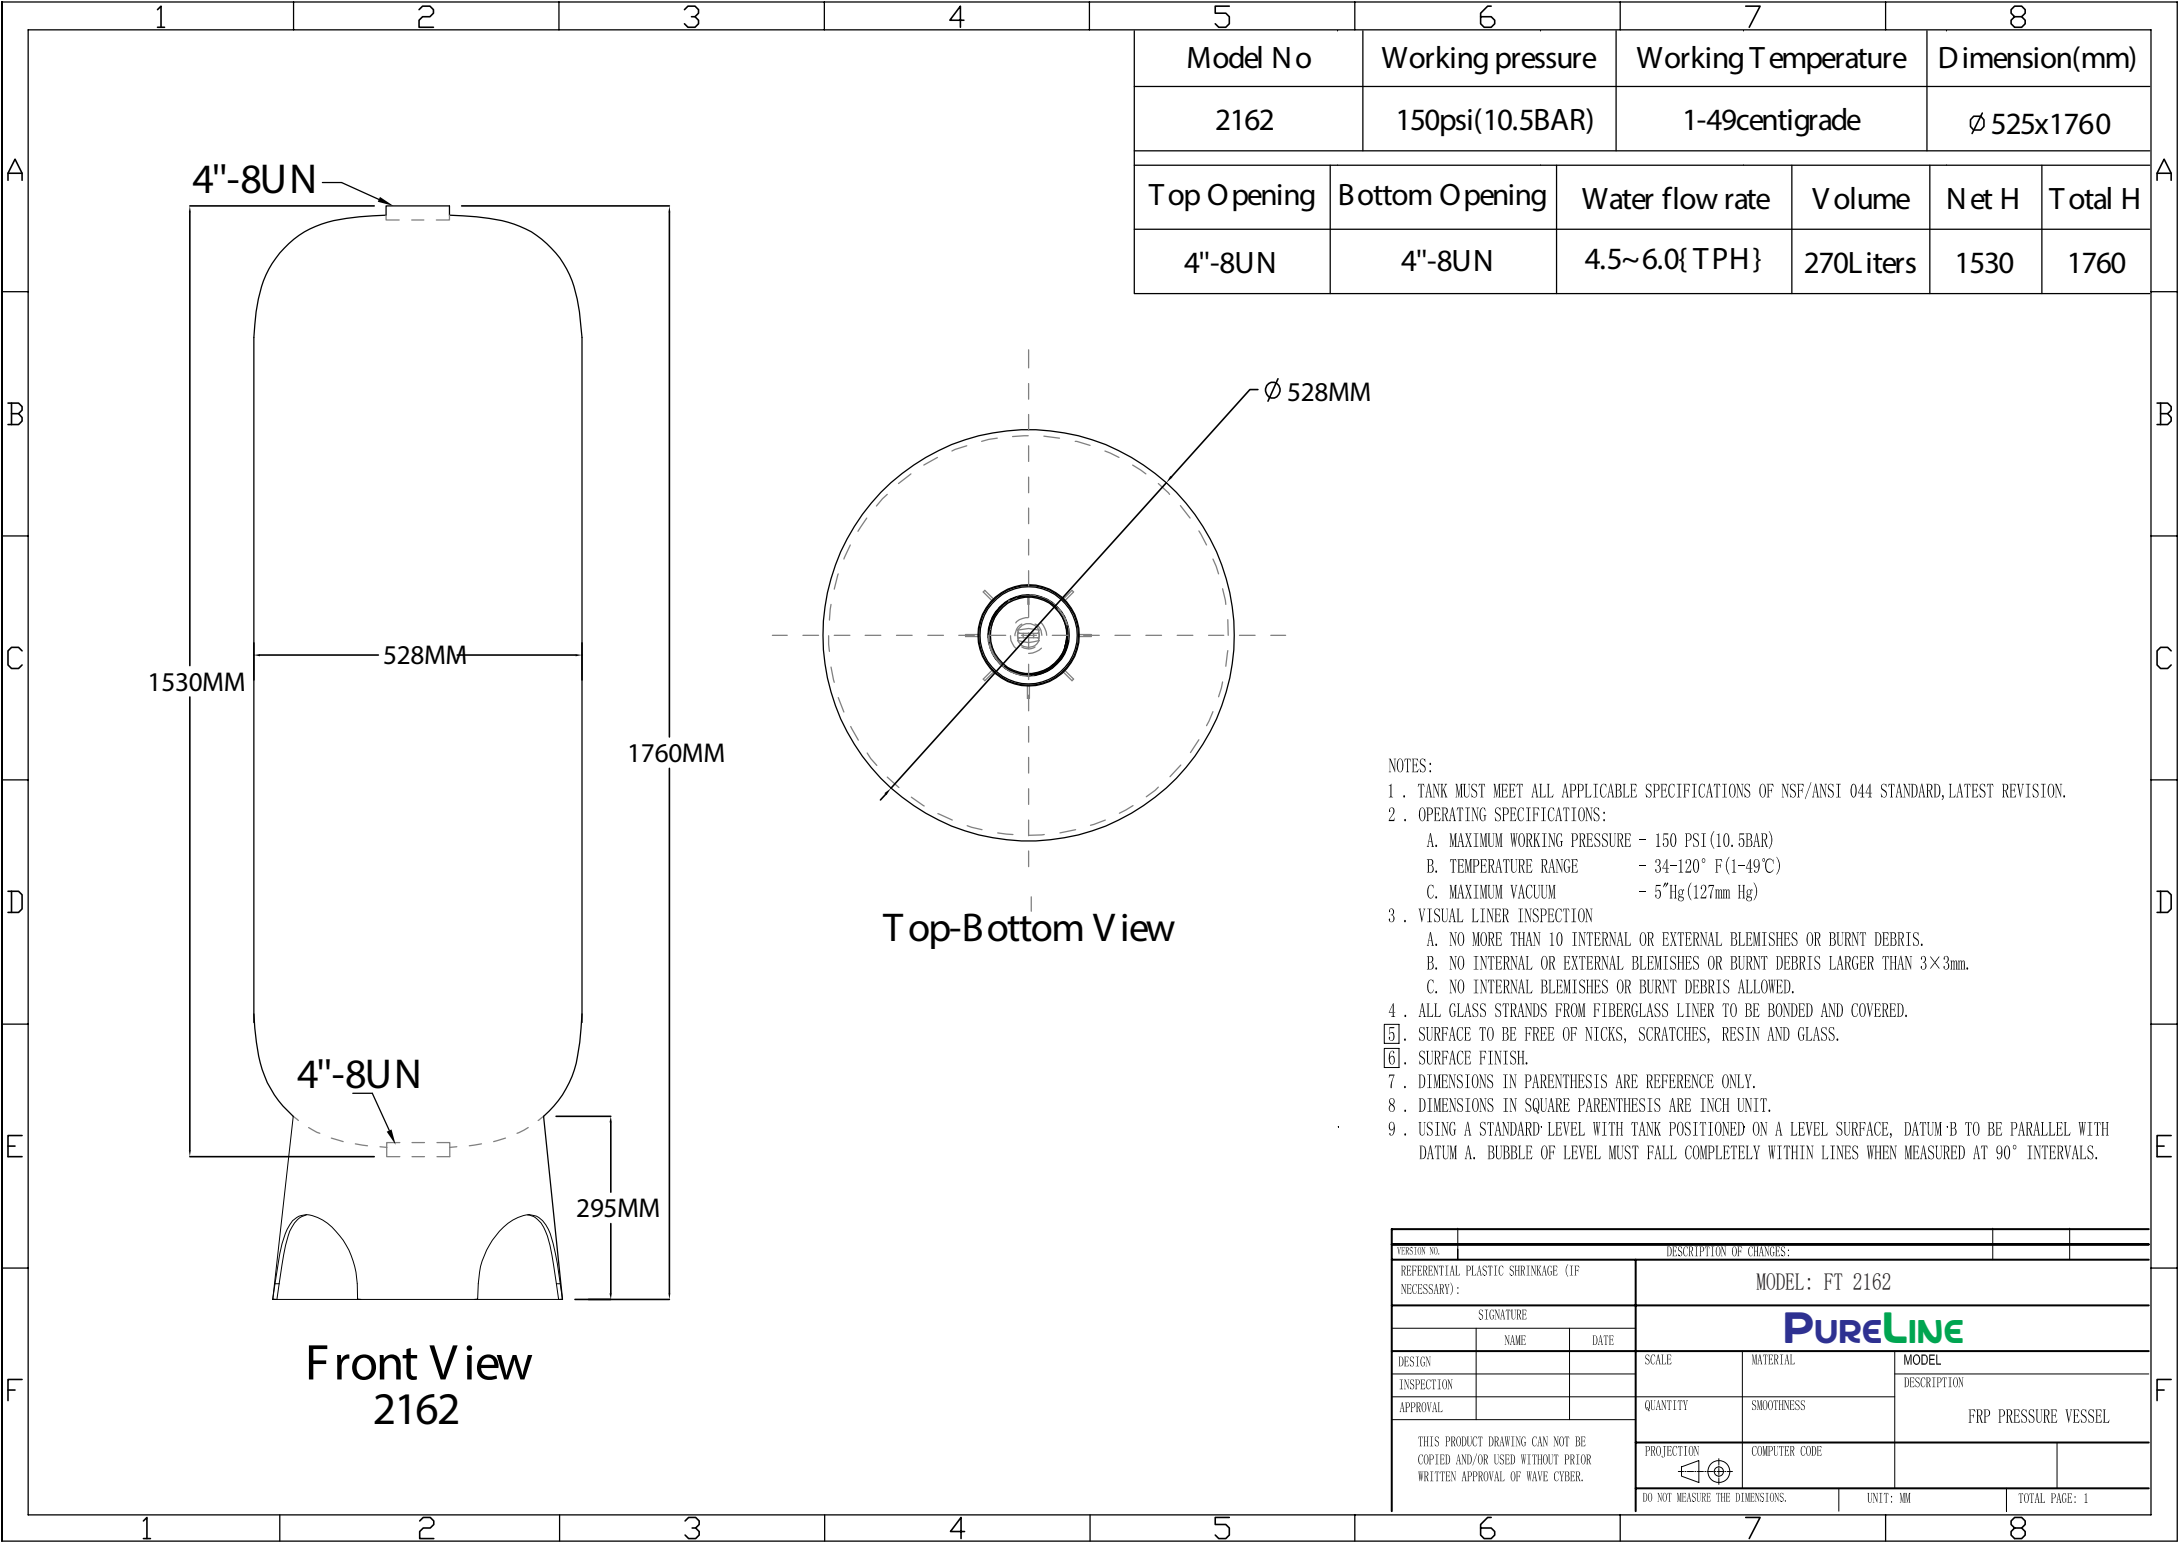 1 2 3 4 5 6 7 8
Model No Working pressure Working Temperature Dimension(mm)
2162 150psi(10.5BAR) 1-49centigrade ∅ 525x1760
Top Opening Bottom Opening Water flow rate Volume Net H Total H
4"-8UN 4"-8UN 4.5~6.0{TPH} 270Liters 1530 1760
A A
B B
C C
D D
E E
F F
4"-8UN
528MM
1530MM
1760MM
4"-8UN
295MM
Front View
2162
∅ 528MM
Top-Bottom View
NOTES:
1 . TANK MUST MEET ALL APPLICABLE SPECIFICATIONS OF NSF/ANSI 044 STANDARD,LATEST REVISION.
2 . OPERATING SPECIFICATIONS:
A. MAXIMUM WORKING PRESSURE - 150 PSI(10.5BAR)
B. TEMPERATURE RANGE - 34-120° F(1-49℃)
C. MAXIMUM VACUUM - 5"Hg(127mm Hg)
3 . VISUAL LINER INSPECTION
A. NO MORE THAN 10 INTERNAL OR EXTERNAL BLEMISHES OR BURNT DEBRIS.
B. NO INTERNAL OR EXTERNAL BLEMISHES OR BURNT DEBRIS LARGER THAN 3×3mm.
C. NO INTERNAL BLEMISHES OR BURNT DEBRIS ALLOWED.
4 . ALL GLASS STRANDS FROM FIBERGLASS LINER TO BE BONDED AND COVERED.
5 . SURFACE TO BE FREE OF NICKS, SCRATCHES, RESIN AND GLASS.
6 . SURFACE FINISH.
7 . DIMENSIONS IN PARENTHESIS ARE REFERENCE ONLY.
8 . DIMENSIONS IN SQUARE PARENTHESIS ARE INCH UNIT.
9 . USING A STANDARD LEVEL WITH TANK POSITIONED ON A LEVEL SURFACE, DATUM B TO BE PARALLEL WITH
DATUM A. BUBBLE OF LEVEL MUST FALL COMPLETELY WITHIN LINES WHEN MEASURED AT 90° INTERVALS.
VERSION NO. DESCRIPTION OF CHANGES:
REFERENTIAL PLASTIC SHRINKAGE (IF
NECESSARY):
MODEL: FT 2162
SIGNATURE
PURELINE
NAME DATE
DESIGN
INSPECTION
APPROVAL
SCALE MATERIAL MODEL
DESCRIPTION
QUANTITY SMOOTHNESS
FRP PRESSURE VESSEL
PROJECTION COMPUTER CODE
THIS PRODUCT DRAWING CAN NOT BE
COPIED AND/OR USED WITHOUT PRIOR
WRITTEN APPROVAL OF WAVE CYBER.
DO NOT MEASURE THE DIMENSIONS. UNIT: MM TOTAL PAGE: 1
1 2 3 4 5 6 7 8